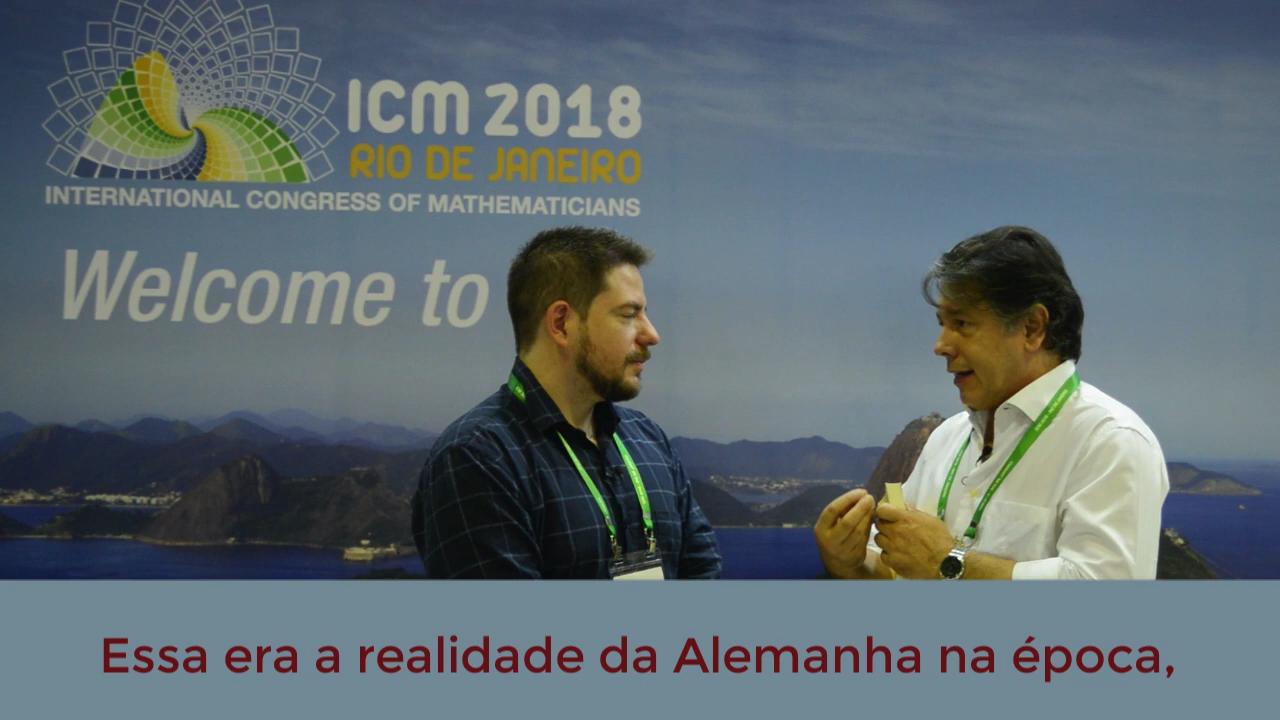 ICM 2018
RIO DE JANEIRO
INTERNATIONAL CONGRESS OF MATHEMATICIANS
Welcome to
Essa era a realidade da Alemanha na época,